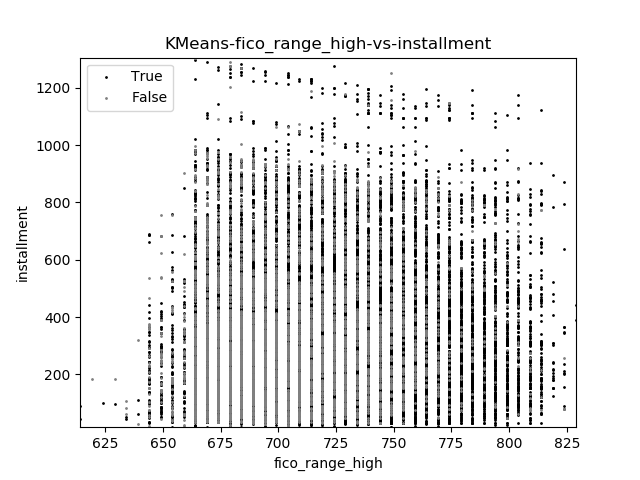 KMeans-fico_range_high-vs-installment
True
False
1200
1000
800
600
400
200
installment
625 650 675 700 725 750 775 800 825
fico_range_high